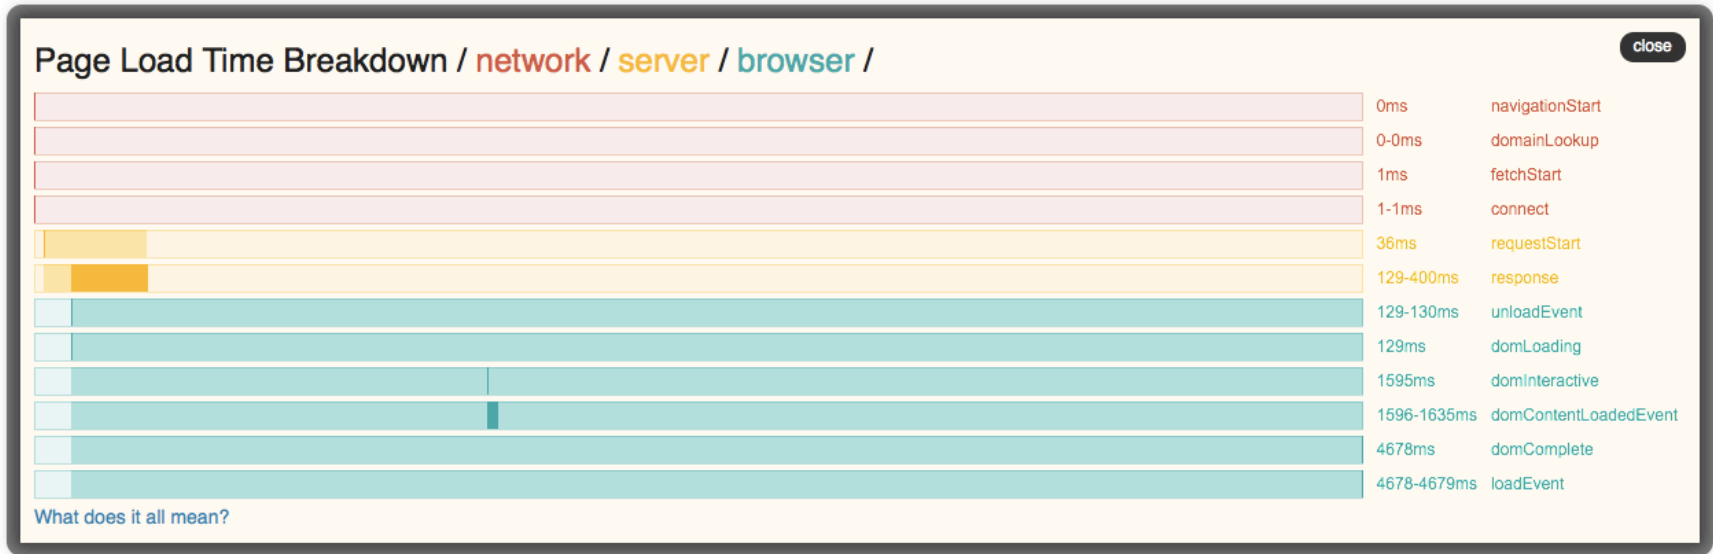 Page Load Time Breakdown / network / server / browser /
close
0ms navigationStart
0-0ms domainLookup
1ms fetchStart
1-1ms connect
36ms requestStart
129-400ms response
129-130ms unloadEvent
129ms domLoading
1595ms domInteractive
1596-1635ms domContentLoadedEvent
4678ms domComplete
4678-4679ms loadEvent
What does it all mean?